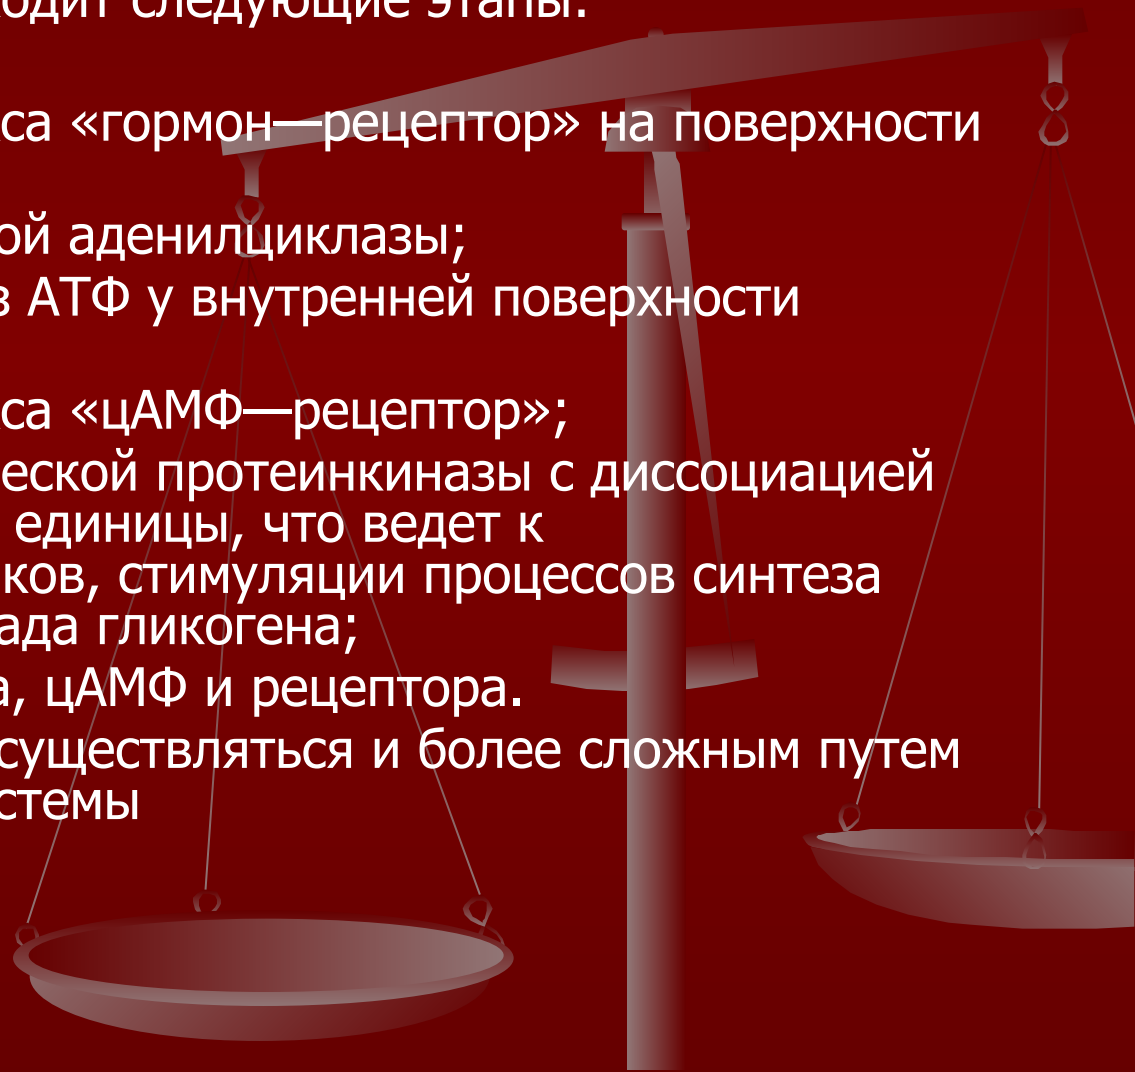 ходит следующие этапы:
са «гормон—рецептор» на поверхности
ой аденилциклазы;
з АТФ у внутренней поверхности
са «цАМФ—рецептор»;
еской протеинкиназы с диссоциацией
единицы, что ведет к
ков, стимуляции процессов синтеза
ада гликогена;
а, цАМФ и рецептора.
существляться и более сложным путем
стемы